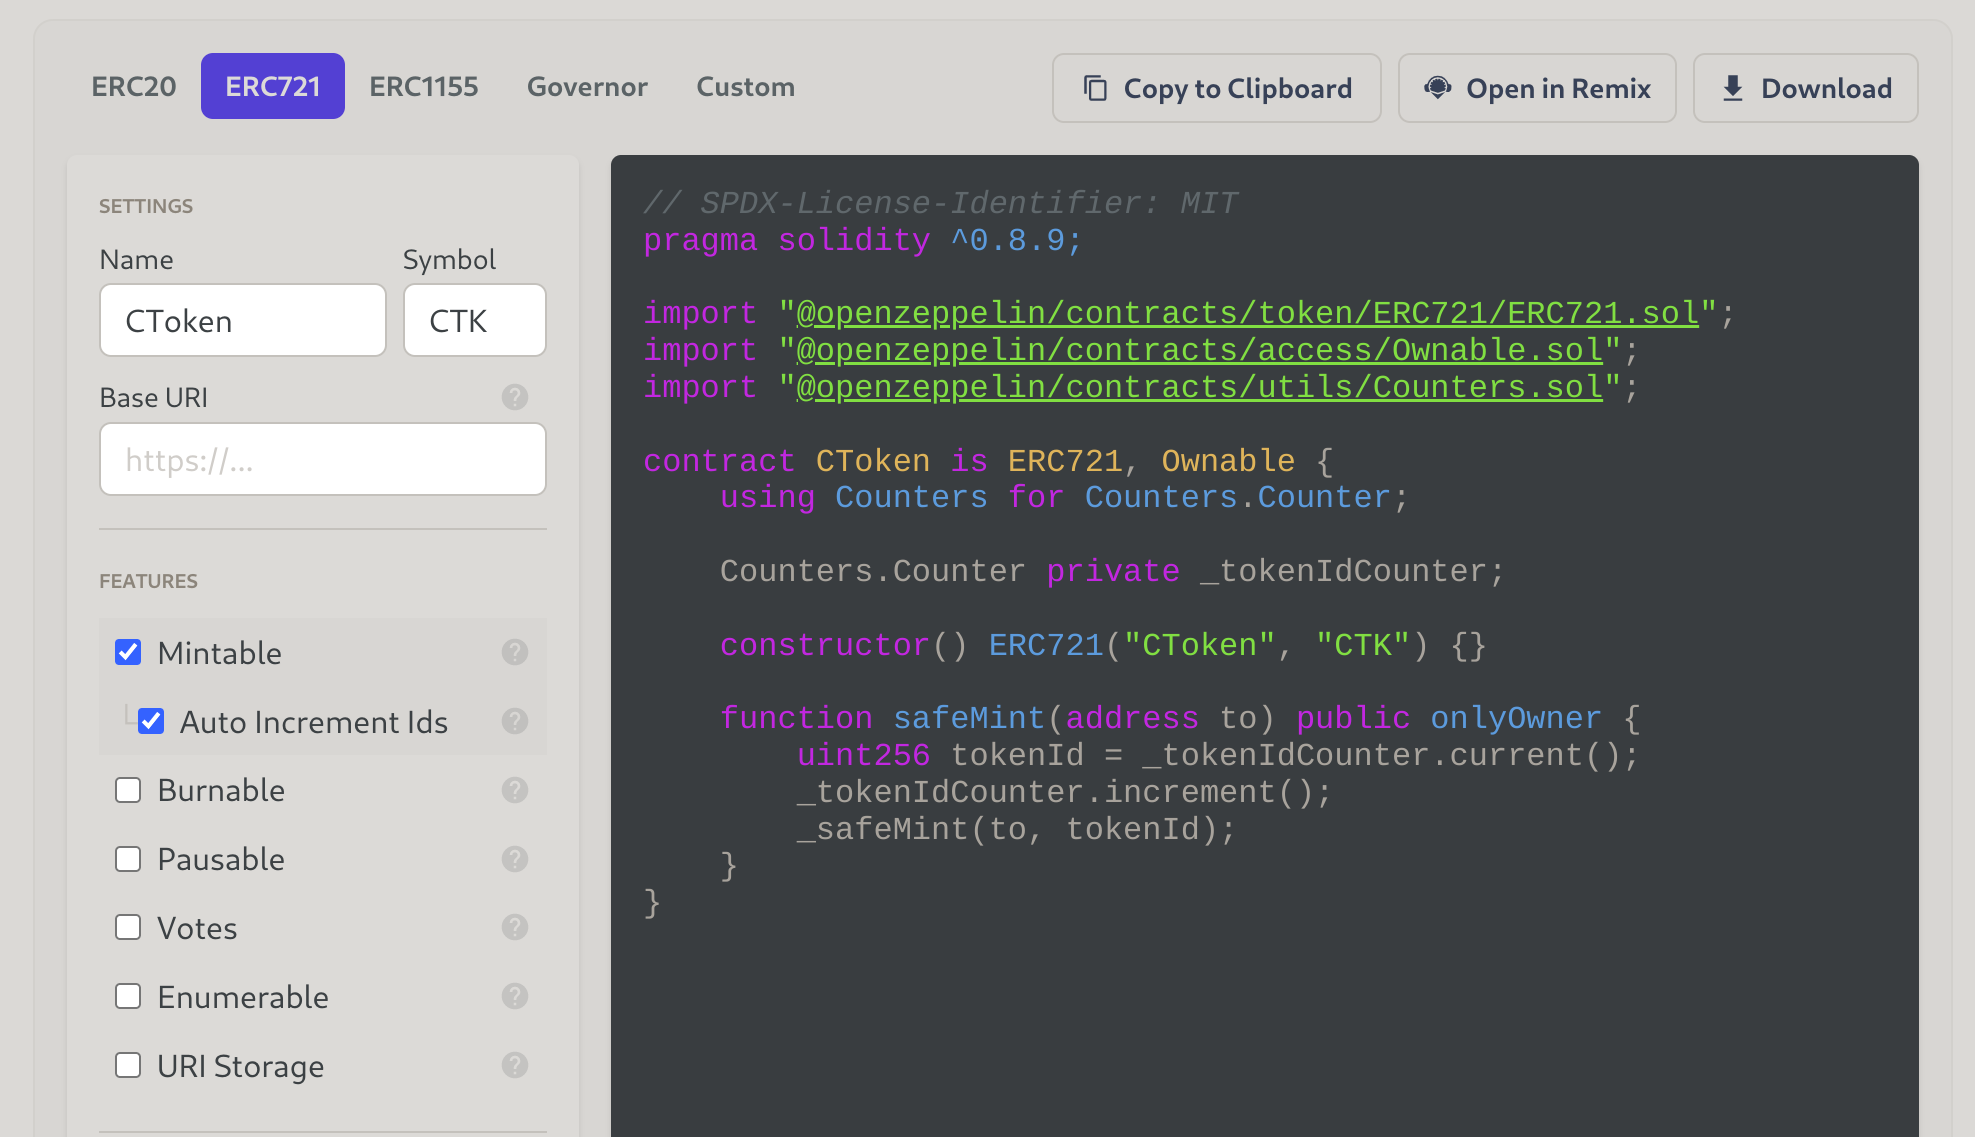 ERC20 ERC721 ERC1155 Governor Custom Copy to Clipboard Open in Remix Download
SETTINGS
Name Symbol
CToken CTK
Base URI ?
https://...
FEATURES
Mintable ?
Auto Increment Ids ?
Burnable ?
Pausable ?
Votes ?
Enumerable ?
URI Storage ?
// SPDX-License-Identifier: MIT
pragma solidity ^0.8.9;
import "@openzeppelin/contracts/token/ERC721/ERC721.sol";
import "@openzeppelin/contracts/access/Ownable.sol";
import "@openzeppelin/contracts/utils/Counters.sol";
contract CToken is ERC721, Ownable {
using Counters for Counters.Counter;
Counters.Counter private _tokenIdCounter;
constructor() ERC721("CToken", "CTK") {}
function safeMint(address to) public onlyOwner {
uint256 tokenId = _tokenIdCounter.current();
_tokenIdCounter.increment();
_safeMint(to, tokenId);
}
}